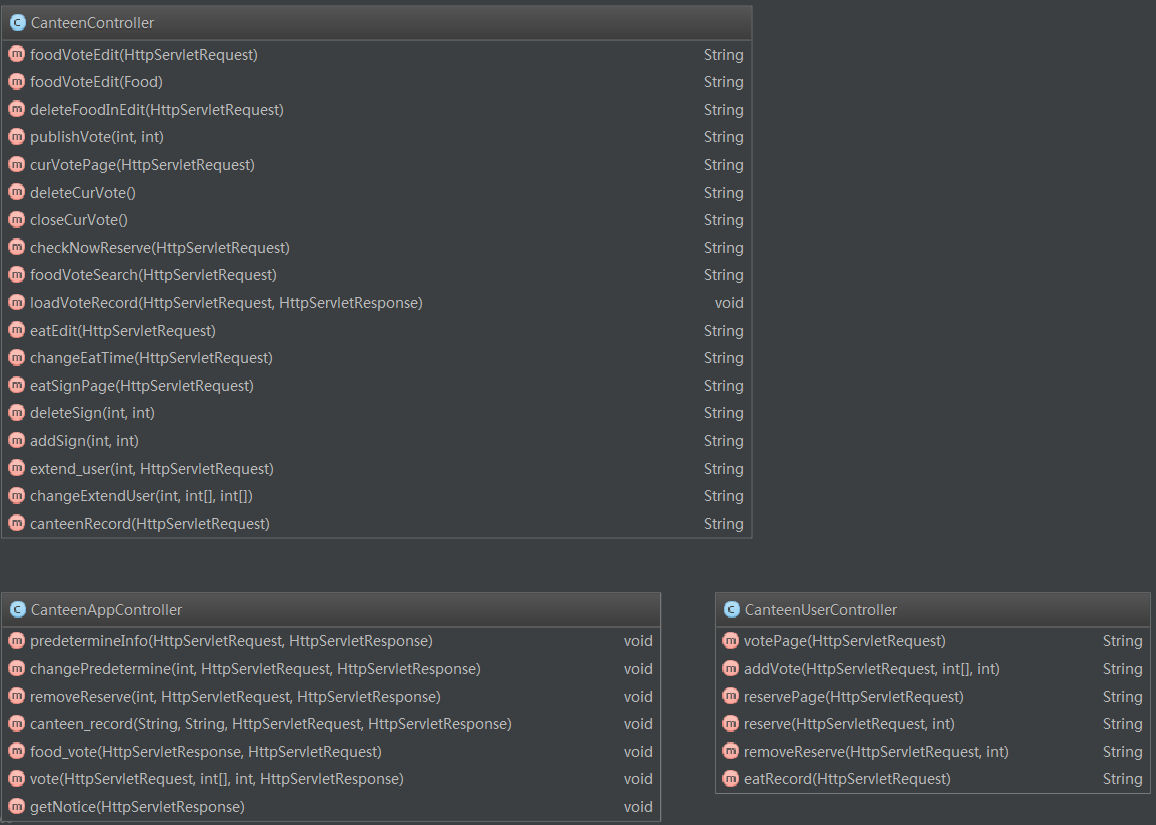 CanteenController
foodVoteEdit(HttpServletRequest) String
foodVoteEdit(Food) String
deleteFoodInEdit(HttpServletRequest) String
publishVote(int, int) String
curVotePage(HttpServletRequest) String
deleteCurVote() String
closeCurVote() String
checkNowReserve(HttpServletRequest) String
foodVoteSearch(HttpServletRequest) String
loadVoteRecord(HttpServletRequest, HttpServletResponse) void
eatEdit(HttpServletRequest) String
changeEatTime(HttpServletRequest) String
eatSignPage(HttpServletRequest) String
deleteSign(int, int) String
addSign(int, int) String
extend_user(int, HttpServletRequest) String
changeExtendUser(int, int[], int[]) String
canteenRecord(HttpServletRequest) String
CanteenAppController
predetermineInfo(HttpServletRequest, HttpServletResponse) void
changePredetermine(int, HttpServletRequest, HttpServletResponse) void
removeReserve(int, HttpServletRequest, HttpServletResponse) void
canteen_record(String, String, HttpServletRequest, HttpServletResponse) void
food_vote(HttpServletResponse, HttpServletRequest) void
vote(HttpServletRequest, int[], int, HttpServletResponse) void
getNotice(HttpServletResponse) void
CanteenUserController
votePage(HttpServletRequest) String
addVote(HttpServletRequest, int[], int) String
reservePage(HttpServletRequest) String
reserve(HttpServletRequest, int) String
removeReserve(HttpServletRequest, int) String
eatRecord(HttpServletRequest) String